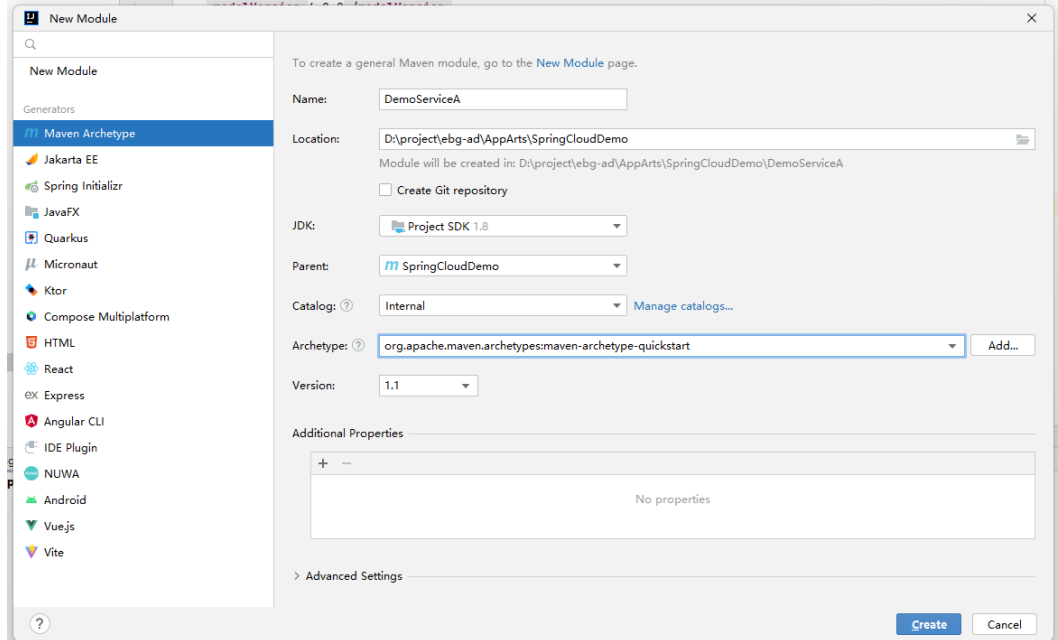 New Module
New Module
Generators
Maven Archetype
Jakarta EE
Spring Initializr
JavaFX
Quarkus
Micronaut
Ktor
Compose Multiplatform
HTML
React
ex Express
Angular CLI
IDE Plugin
NUWA
Android
Vue.js
Vite
To create a general Maven module, go to the New Module page.
Name: DemoServiceA
Location: D:\project\ebg-ad\AppArts\SpringCloudDemo
Module will be created in: D:\project\ebg-ad\AppArts\SpringCloudDemo\DemoServiceA
Create Git repository
JDK: Project SDK 1.8
Parent: SpringCloudDemo
Catalog: ? Internal Manage catalogs...
Archetype: ? org.apache.maven.archetypes:maven-archetype-quickstart Add...
Version: 1.1
Additional Properties
+ −
No properties
> Advanced Settings
? Create Cancel